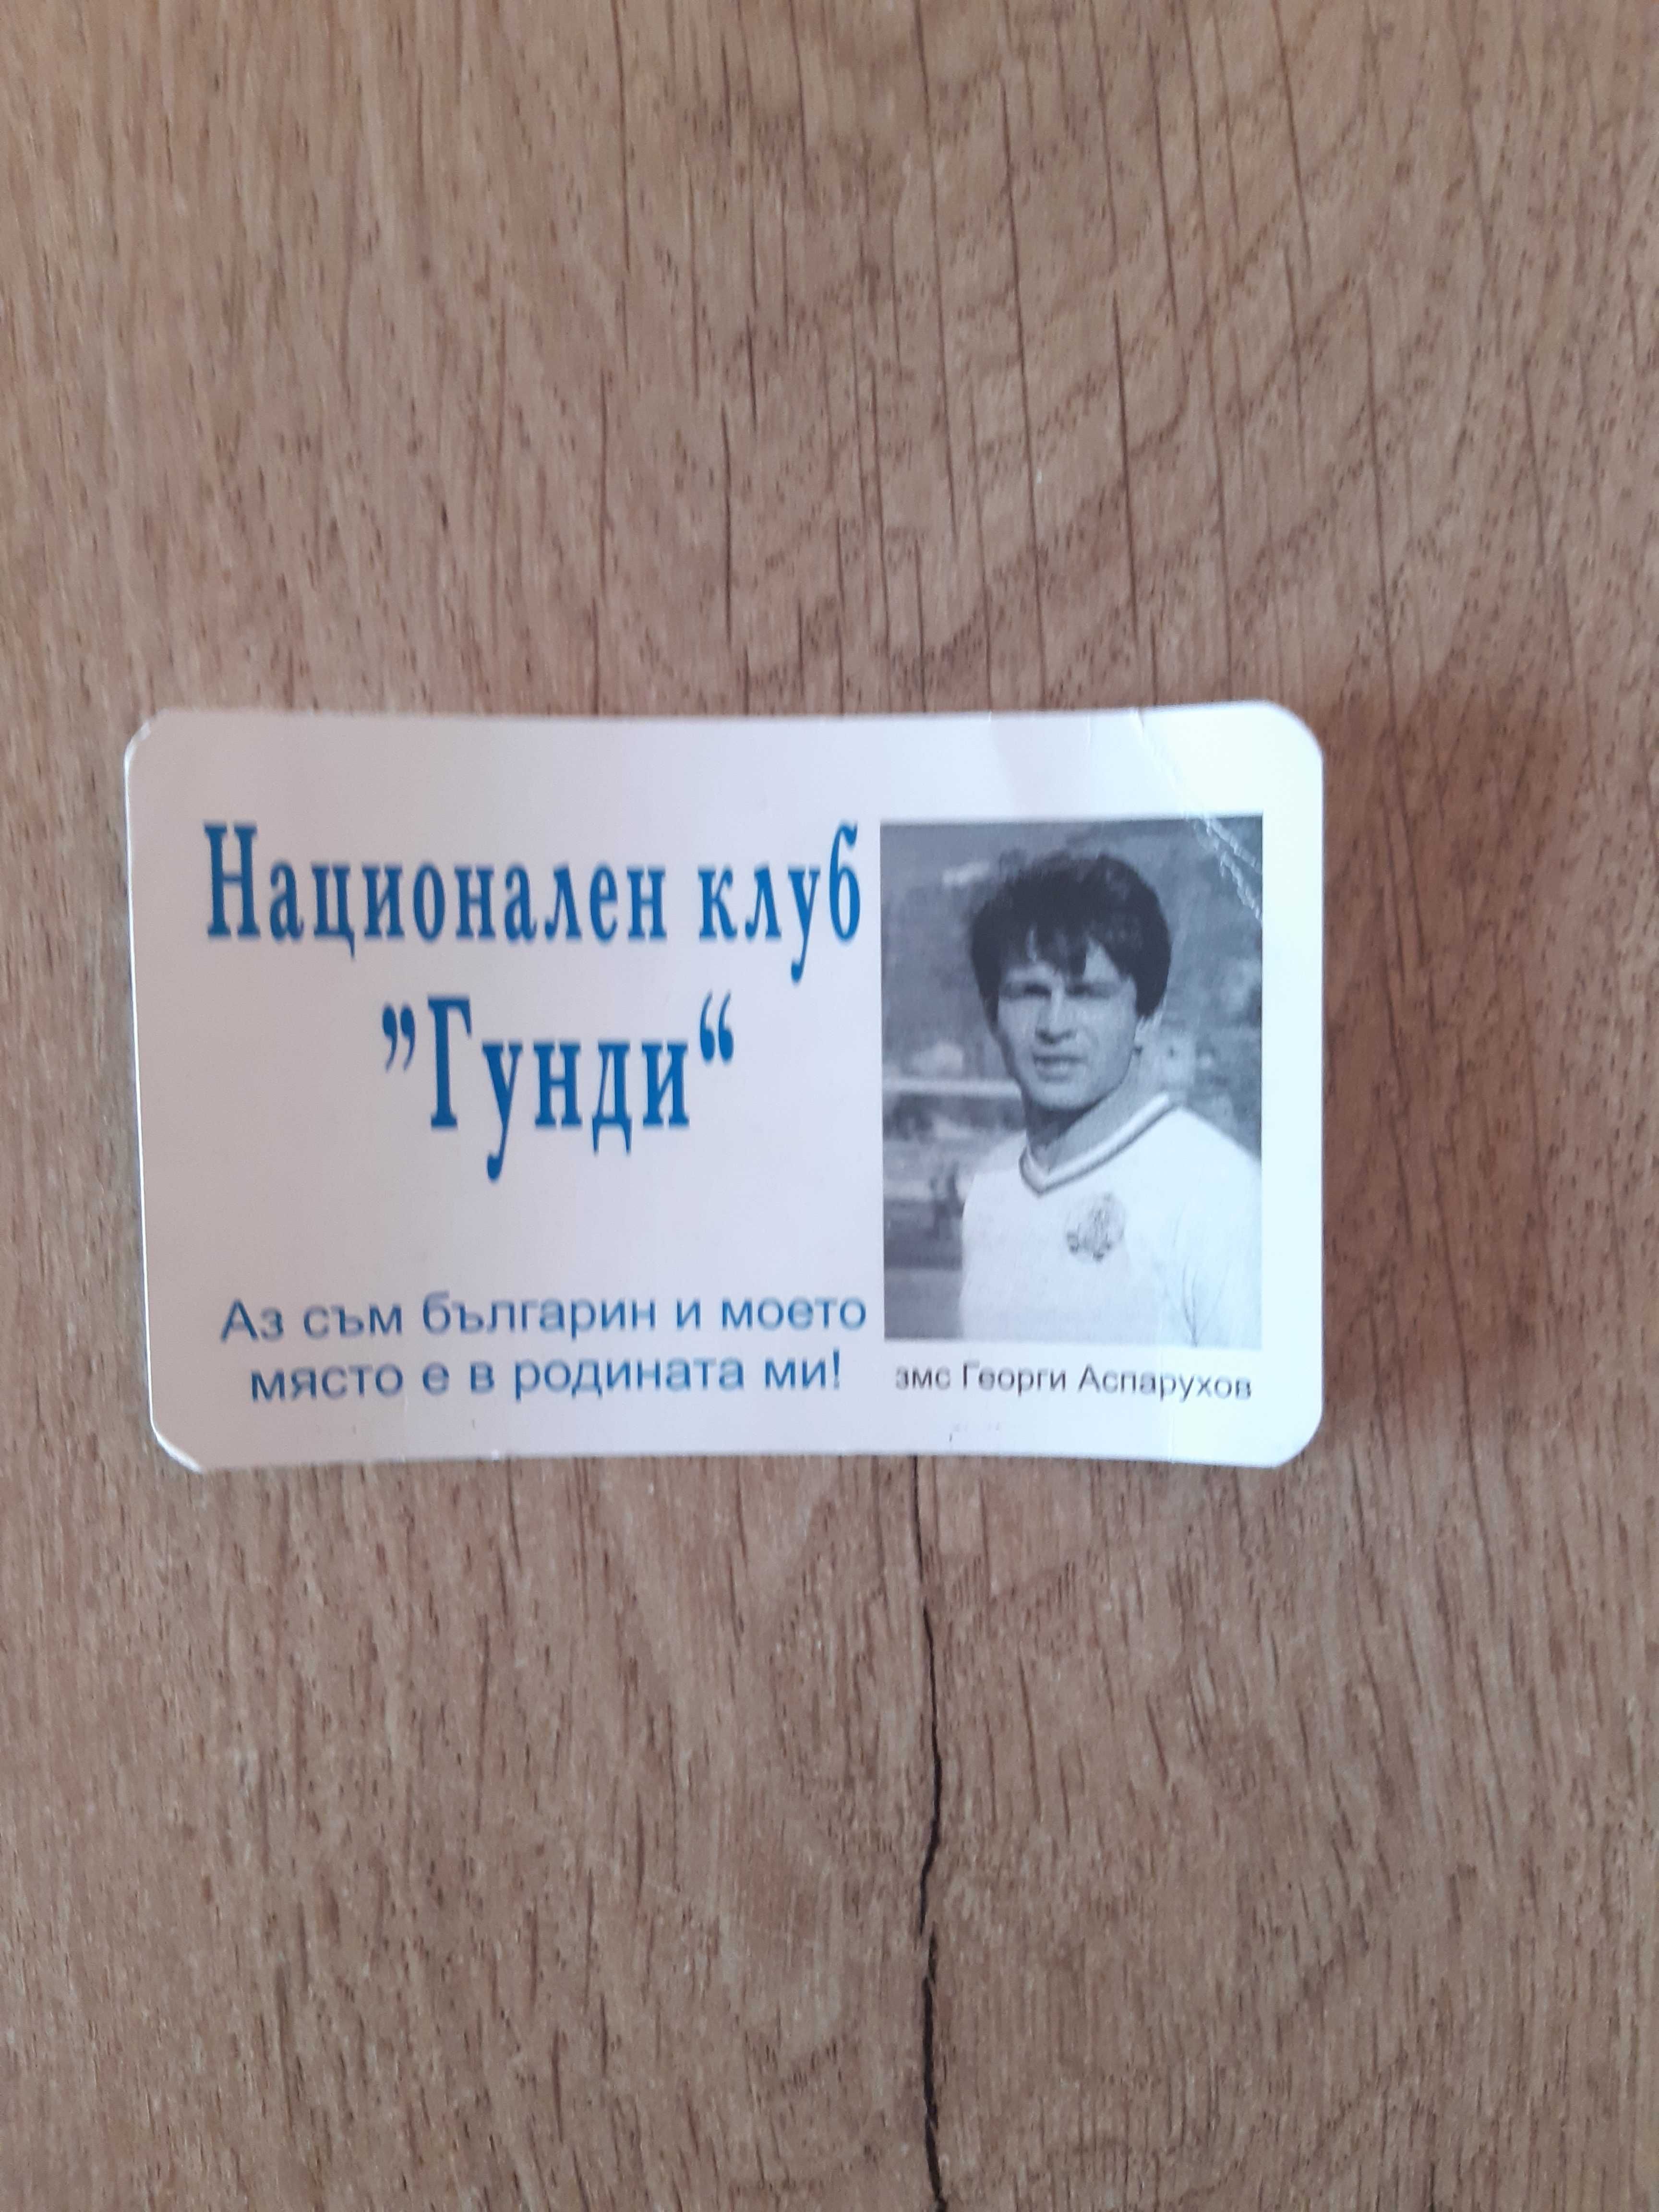 Национален клуб
”Гунди“
Аз съм българин и моето
място е в родината ми!
змс Георги Аспарухов